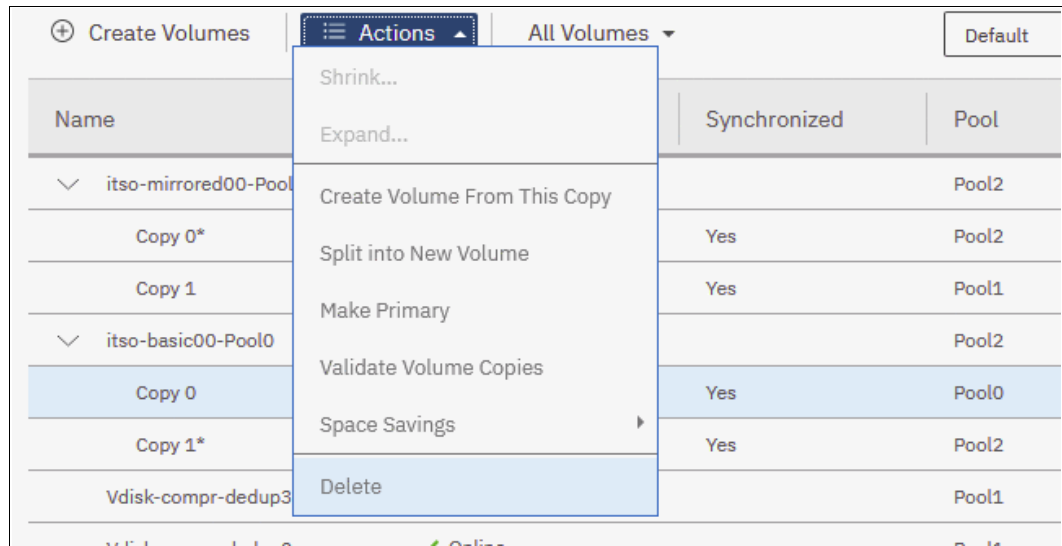 Create Volumes Actions All Volumes Default
Name Synchronized Pool
Shrink...
Expand...
itso-mirrored00-Pool Pool2
Create Volume From This Copy
Copy 0* Yes Pool2
Split into New Volume
Copy 1 Yes Pool1
Make Primary
itso-basic00-Pool0 Pool2
Validate Volume Copies
Copy 0 Yes Pool0
Space Savings
Copy 1* Yes Pool2
Delete
Vdisk-compr-dedup3 Pool1